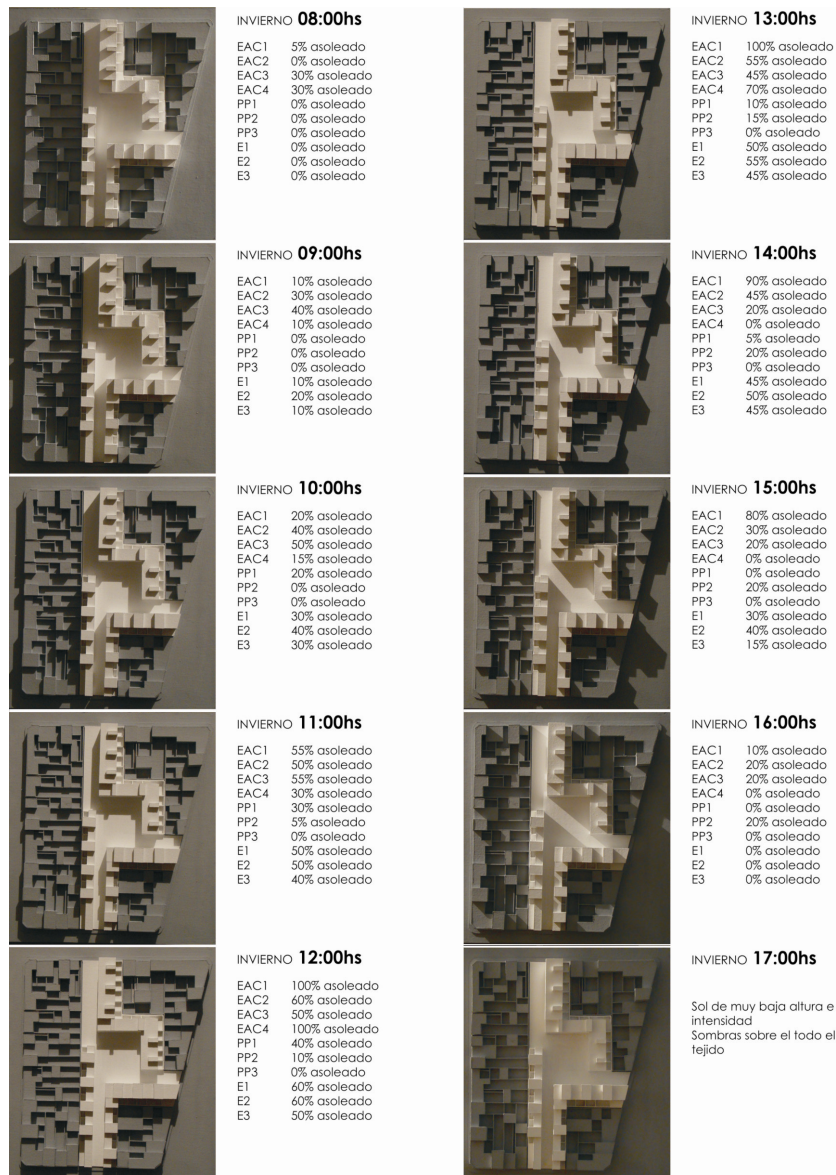 INVIERNO 08:00hs
EAC1 5% asoleado
EAC2 0% asoleado
EAC3 30% asoleado
EAC4 30% asoleado
PP1 0% asoleado
PP2 0% asoleado
PP3 0% asoleado
E1 0% asoleado
E2 0% asoleado
E3 0% asoleado
INVIERNO 09:00hs
EAC1 10% asoleado
EAC2 30% asoleado
EAC3 40% asoleado
EAC4 10% asoleado
PP1 0% asoleado
PP2 0% asoleado
PP3 0% asoleado
E1 10% asoleado
E2 20% asoleado
E3 10% asoleado
INVIERNO 10:00hs
EAC1 20% asoleado
EAC2 40% asoleado
EAC3 50% asoleado
EAC4 15% asoleado
PP1 20% asoleado
PP2 0% asoleado
PP3 0% asoleado
E1 30% asoleado
E2 40% asoleado
E3 30% asoleado
INVIERNO 11:00hs
EAC1 55% asoleado
EAC2 50% asoleado
EAC3 55% asoleado
EAC4 30% asoleado
PP1 30% asoleado
PP2 5% asoleado
PP3 0% asoleado
E1 50% asoleado
E2 50% asoleado
E3 40% asoleado
INVIERNO 12:00hs
EAC1 100% asoleado
EAC2 60% asoleado
EAC3 50% asoleado
EAC4 100% asoleado
PP1 40% asoleado
PP2 10% asoleado
PP3 0% asoleado
E1 60% asoleado
E2 60% asoleado
E3 50% asoleado
INVIERNO 13:00hs
EAC1 100% asoleado
EAC2 55% asoleado
EAC3 45% asoleado
EAC4 70% asoleado
PP1 10% asoleado
PP2 15% asoleado
PP3 0% asoleado
E1 50% asoleado
E2 55% asoleado
E3 45% asoleado
INVIERNO 14:00hs
EAC1 90% asoleado
EAC2 45% asoleado
EAC3 20% asoleado
EAC4 0% asoleado
PP1 5% asoleado
PP2 20% asoleado
PP3 0% asoleado
E1 45% asoleado
E2 50% asoleado
E3 45% asoleado
INVIERNO 15:00hs
EAC1 80% asoleado
EAC2 30% asoleado
EAC3 20% asoleado
EAC4 0% asoleado
PP1 0% asoleado
PP2 20% asoleado
PP3 0% asoleado
E1 30% asoleado
E2 40% asoleado
E3 15% asoleado
INVIERNO 16:00hs
EAC1 10% asoleado
EAC2 20% asoleado
EAC3 20% asoleado
EAC4 0% asoleado
PP1 0% asoleado
PP2 20% asoleado
PP3 0% asoleado
E1 0% asoleado
E2 0% asoleado
E3 0% asoleado
INVIERNO 17:00hs
Sol de muy baja altura e
intensidad
Sombras sobre el todo el
tejido